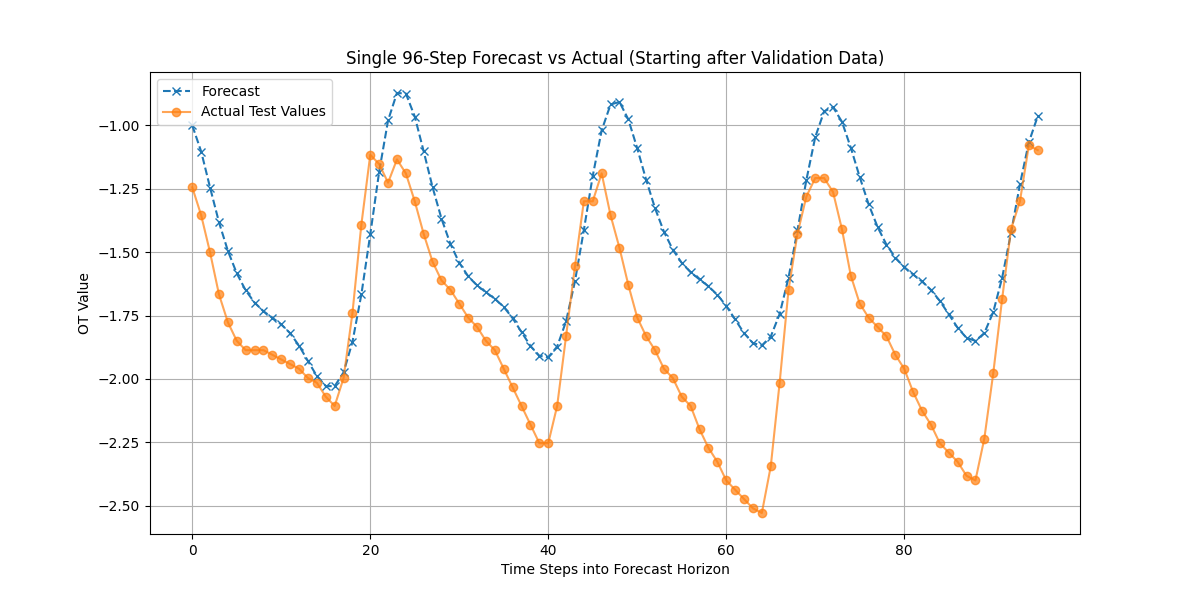 Single 96-Step Forecast vs Actual (Starting after Validation Data)
Forecast
Actual Test Values
−1.00
−1.25
−1.50
−1.75
−2.00
−2.25
−2.50
OT Value
0 20 40 60 80
Time Steps into Forecast Horizon